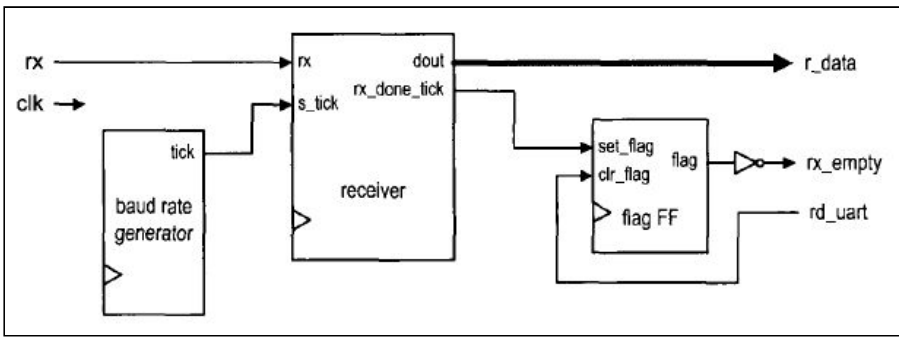 rx
clk
tick
baud rate
generator
rx
s_tick
dout
rx_done_tick
receiver
set_flag
clr_flag
flag
flag FF
r_data
rx_empty
rd_uart